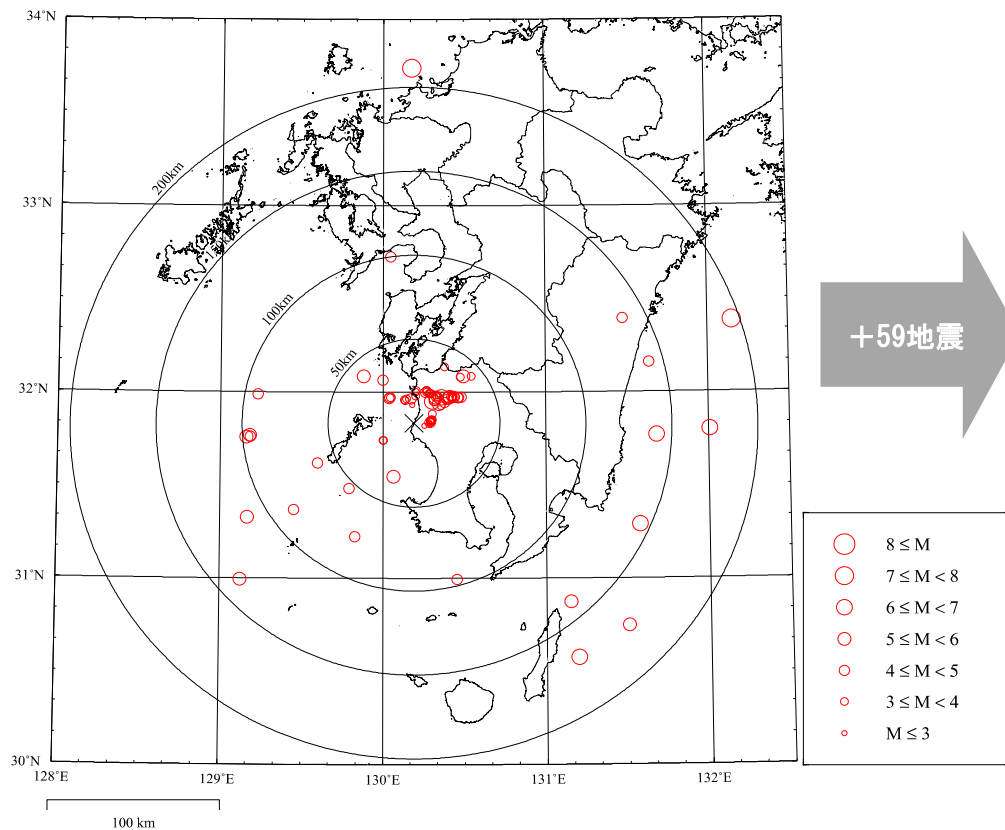 34°N
33°N
32°N
31°N
30°N
128°E
129°E
130°E
131°E
132°E
200km
100km
50km
100 km
+59地震
8 ≤ M
7 ≤ M < 8
6 ≤ M < 7
5 ≤ M < 6
4 ≤ M < 5
3 ≤ M < 4
M ≤ 3